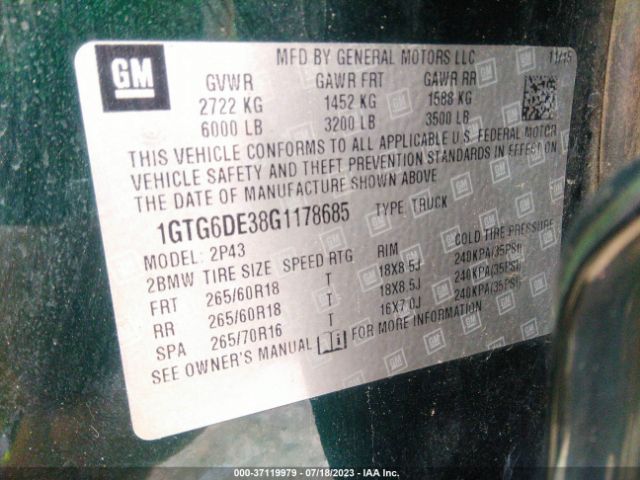 GM
MFD BY GENERAL MOTORS LLC 11/15
GVWR GAWR FRT GAWR RR
2722 KG 1452 KG 1588 KG
6000 LB 3200 LB 3500 LB
THIS VEHICLE CONFORMS TO ALL APPLICABLE U.S. FEDERAL MOTOR
VEHICLE SAFETY AND THEFT PREVENTION STANDARDS IN EFFECT ON
THE DATE OF MANUFACTURE SHOWN ABOVE
1GTG6DE38G1178685 TYPE: TRUCK
MODEL: 2P43
2BMW TIRE SIZE SPEED RTG RIM COLD TIRE PRESSURE
FRT 265/60R18 T 18X8.5J 240KPA(35PSI)
RR 265/60R18 T 18X8.5J 240KPA(35PSI)
SPA 265/70R16 T 16X7.0J 240KPA(35PSI)
SEE OWNER'S MANUAL i FOR MORE INFORMATION
000-37119979 - 07/18/2023 - IAA Inc.